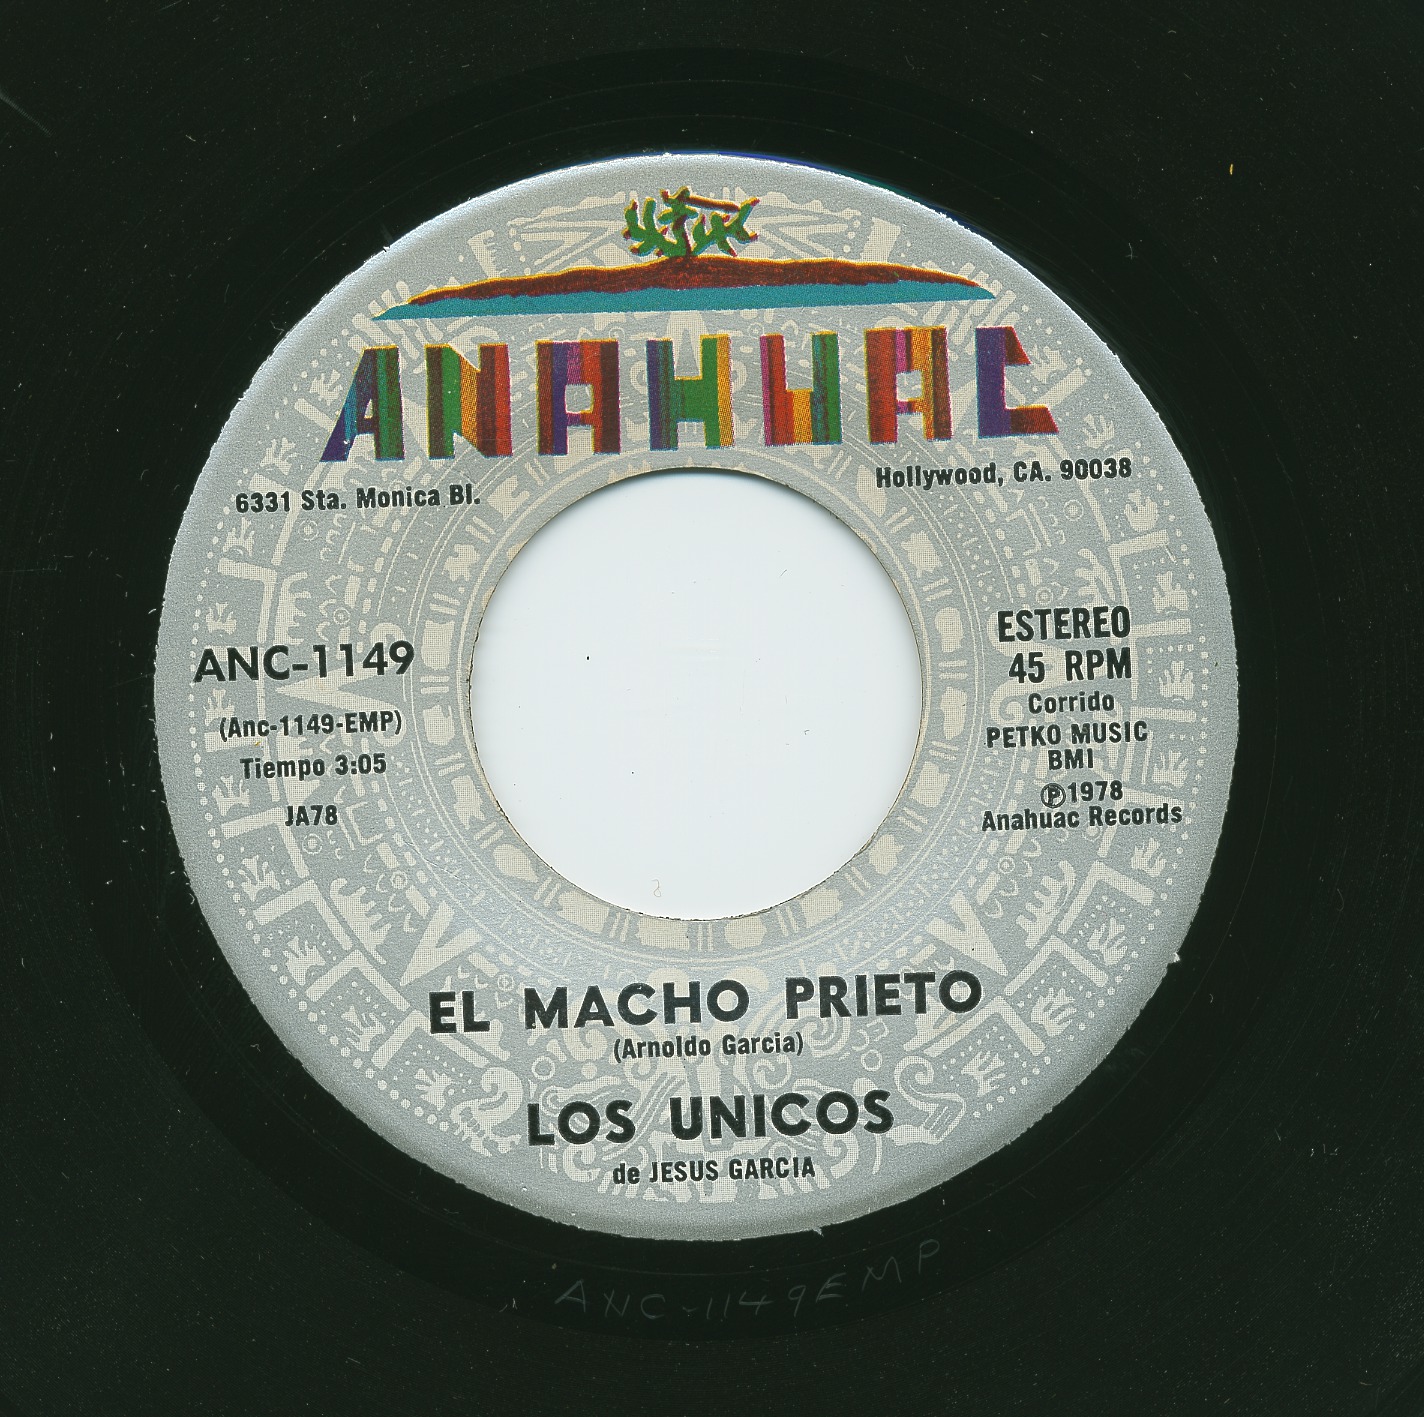 ANAHUAC
6331 Sta. Monica Bl.
Hollywood, CA. 90038
ANC-1149
(Anc-1149-EMP)
Tiempo 3:05
JA78
ESTEREO
45 RPM
Corrido
PETKO MUSIC
BMI
℗1978
Anahuac Records
EL MACHO PRIETO
(Arnoldo Garcia)
LOS UNICOS
de JESUS GARCIA
ANC-1149EMP